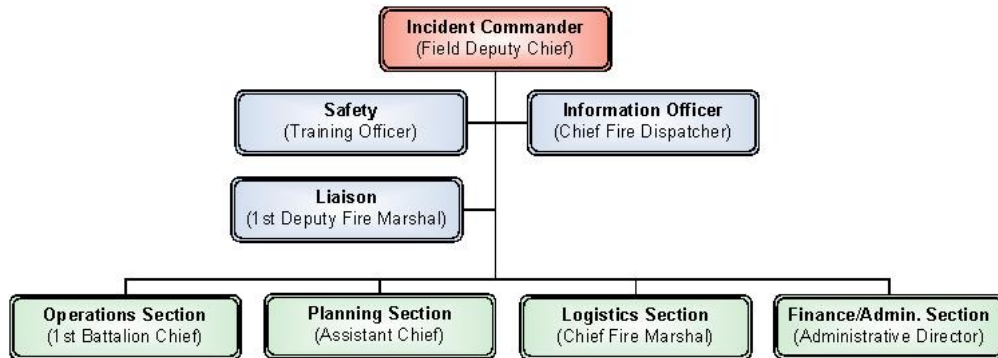 Incident Commander
(Field Deputy Chief)
Safety
(Training Officer)
Information Officer
(Chief Fire Dispatcher)
Liaison
(1st Deputy Fire Marshal)
Operations Section
(1st Battalion Chief)
Planning Section
(Assistant Chief)
Logistics Section
(Chief Fire Marshal)
Finance/Admin. Section
(Administrative Director)